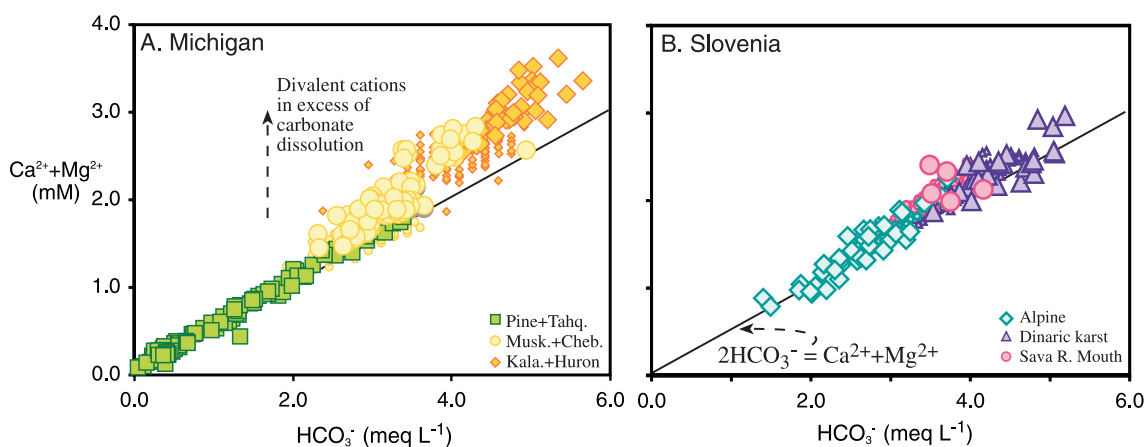 A. Michigan
B. Slovenia
4.0
3.0
2.0
1.0
0.0
Ca²⁺+Mg²⁺
(mM)
Divalent cations
in excess of
carbonate
dissolution
Pine+Tahq.
Musk.+Cheb.
Kala.+Huron
0.0 2.0 4.0 6.0
HCO₃⁻ (meq L⁻¹)
Alpine
Dinaric karst
Sava R. Mouth
2HCO₃⁻ = Ca²⁺+Mg²⁺
0.0 2.0 4.0 6.0
HCO₃⁻ (meq L⁻¹)